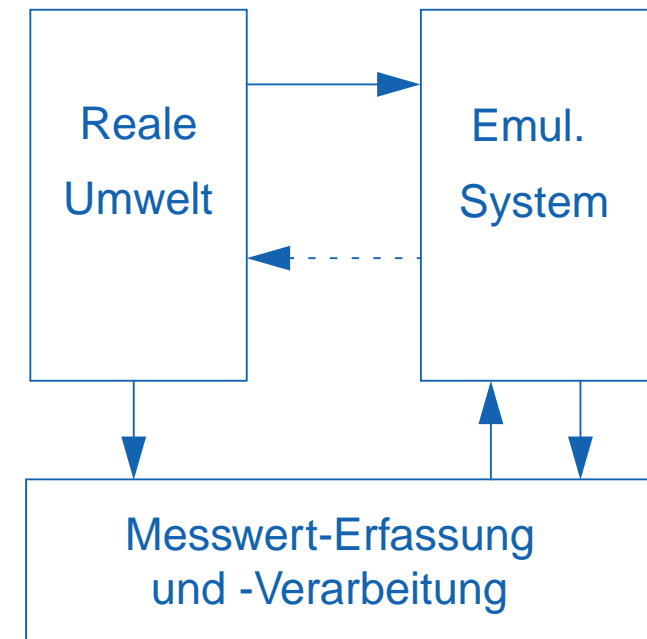 Reale
Umwelt
Emul.
System
Messwert-Erfassung
und -Verarbeitung